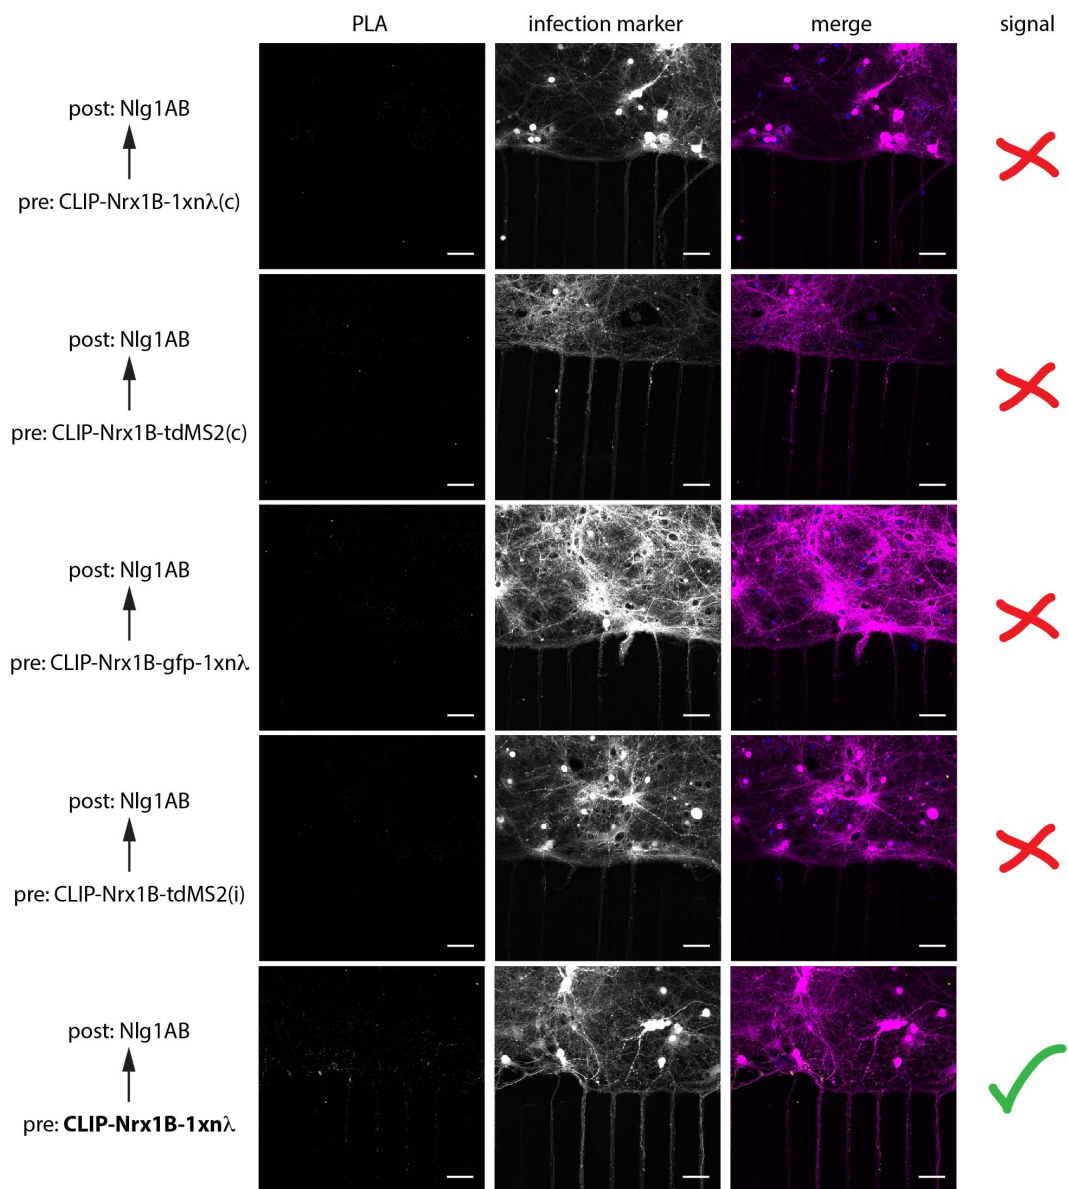 PLA infection marker merge signal
post: Nlg1AB
pre: CLIP-Nrx1B-1xnλ(c)
post: Nlg1AB
pre: CLIP-Nrx1B-tdMS2(c)
post: Nlg1AB
pre: CLIP-Nrx1B-gfp-1xnλ
post: Nlg1AB
pre: CLIP-Nrx1B-tdMS2(i)
post: Nlg1AB
pre: CLIP-Nrx1B-1xnλ